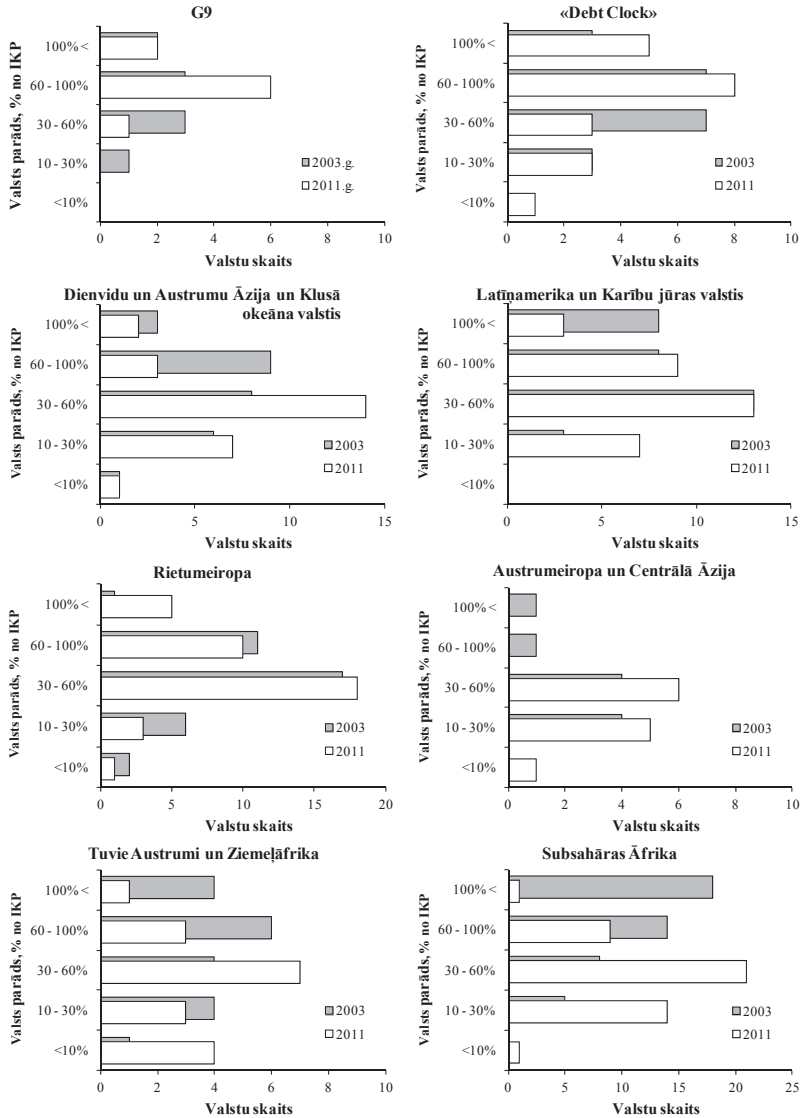 G9
Valsts parāds, % no IKP
100% <
60 - 100%
30 - 60%
10 - 30%
<10%
2003.g.
2011.g.
0 2 4 6 8 10
Valstu skaits
«Debt Clock»
Valsts parāds, % no IKP
100% <
60 - 100%
30 - 60%
10 - 30%
<10%
2003
2011
0 2 4 6 8 10
Valstu skaits
Dienvidu un Austrumu Āzija un Klusā
okeāna valstis
Valsts parāds, % no IKP
100% <
60 - 100%
30 - 60%
10 - 30%
<10%
2003
2011
0 5 10 15
Valstu skaits
Latīņamerika un Karību jūras valstis
Valsts parāds, % no IKP
100% <
60 - 100%
30 - 60%
10 - 30%
<10%
2003
2011
0 5 10 15
Valstu skaits
Rietumeiropa
Valsts parāds, % no IKP
100% <
60 - 100%
30 - 60%
10 - 30%
<10%
2003
2011
0 5 10 15 20
Valstu skaits
Austrumeiropa un Centrālā Āzija
Valsts parāds, % no IKP
100% <
60 - 100%
30 - 60%
10 - 30%
<10%
2003
2011
0 2 4 6 8 10
Valstu skaits
Tuvie Austrumi un Ziemeļāfrika
Valsts parāds, % no IKP
100% <
60 - 100%
30 - 60%
10 - 30%
<10%
2003
2011
0 2 4 6 8 10
Valstu skaits
Subsahāras Āfrika
Valsts parāds, % no IKP
100% <
60 - 100%
30 - 60%
10 - 30%
<10%
2003
2011
0 5 10 15 20 25
Valstu skaits